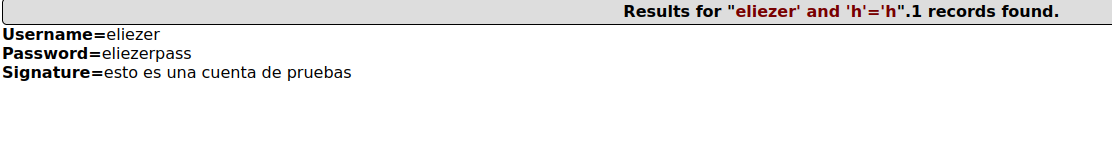 Results for "eliezer' and 'h'='h".1 records found.
Username=eliezer
Password=eliezerpass
Signature=esto es una cuenta de pruebas